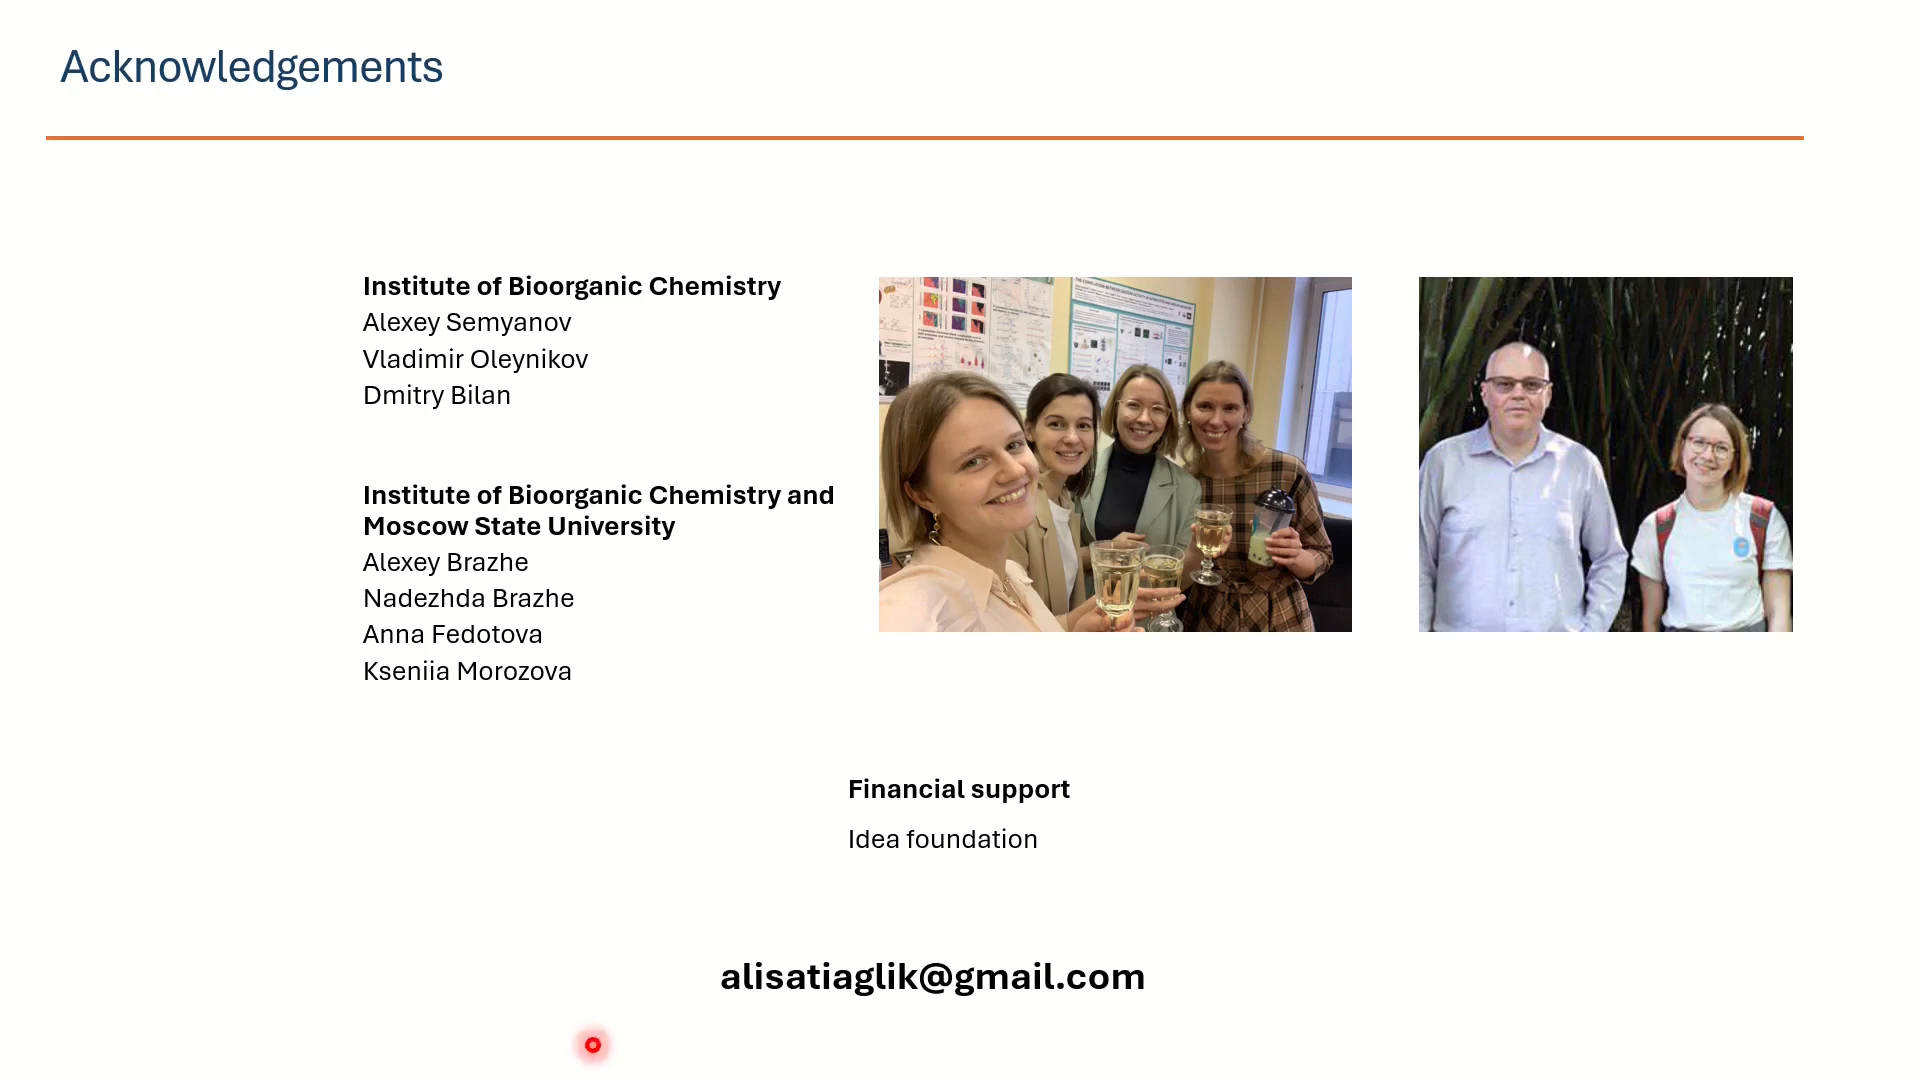 Acknowledgements
Institute of Bioorganic Chemistry
Alexey Semyanov
Vladimir Oleynikov
Dmitry Bilan
Institute of Bioorganic Chemistry and
Moscow State University
Alexey Brazhe
Nadezhda Brazhe
Anna Fedotova
Kseniia Morozova
Financial support
Idea foundation
alisatiaglik@gmail.com